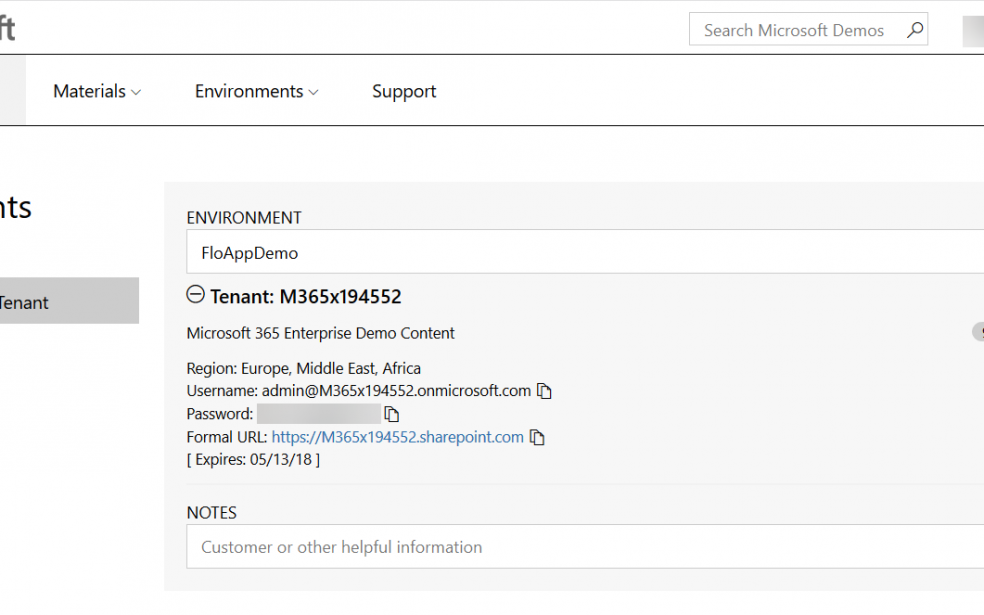 ft
Search Microsoft Demos
Materials
Environments
Support
nts
Tenant
ENVIRONMENT
FloAppDemo
Tenant: M365x194552
Microsoft 365 Enterprise Demo Content
Region: Europe, Middle East, Africa
Username: admin@M365x194552.onmicrosoft.com
Password:
Formal URL: https://M365x194552.sharepoint.com
[ Expires: 05/13/18 ]
NOTES
Customer or other helpful information